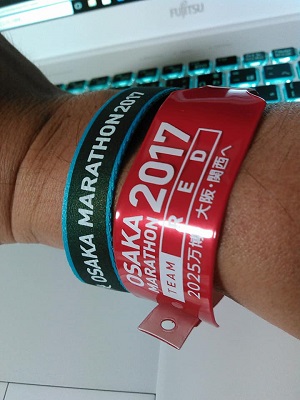 FUJITSU
OSAKA MARATHON 2017
OSAKA
MARATHON
2017
TEAM RED
2025万博 大阪・関西へ